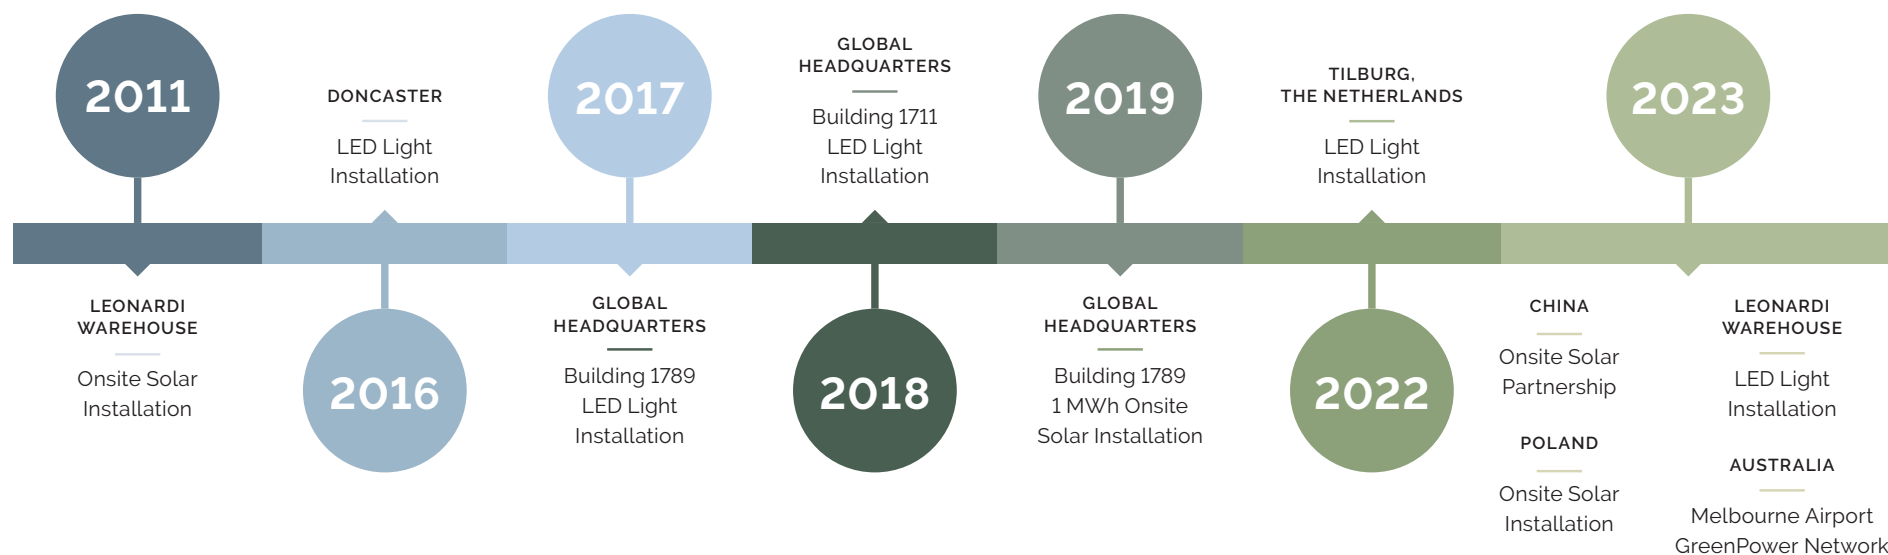 2011
LEONARDI
WAREHOUSE
Onsite Solar
Installation
DONCASTER
LED Light
Installation
2016
2017
GLOBAL
HEADQUARTERS
Building 1789
LED Light
Installation
GLOBAL
HEADQUARTERS
Building 1711
LED Light
Installation
2018
2019
GLOBAL
HEADQUARTERS
Building 1789
1 MWh Onsite
Solar Installation
TILBURG,
THE NETHERLANDS
LED Light
Installation
2022
2023
CHINA
Onsite Solar
Partnership
POLAND
Onsite Solar
Installation
LEONARDI
WAREHOUSE
LED Light
Installation
AUSTRALIA
Melbourne Airport
GreenPower Network